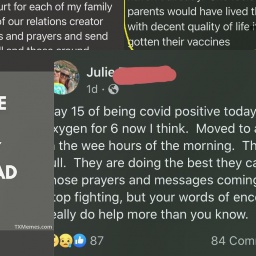 urt for each of my family
of our relations creator
s and prayers and send
parents would have lived t
with decent quality of life
gotten their vaccines
Julie
1d
ay 15 of being covid positive today
xygen for 6 now I think. Moved to a
the wee hours of the morning. Th
ll. They are doing the best they ca
hose prayers and messages coming
top fighting, but your words of enc
eally do help more than you know.
87
84 Com
E
AD
TXMemes.com